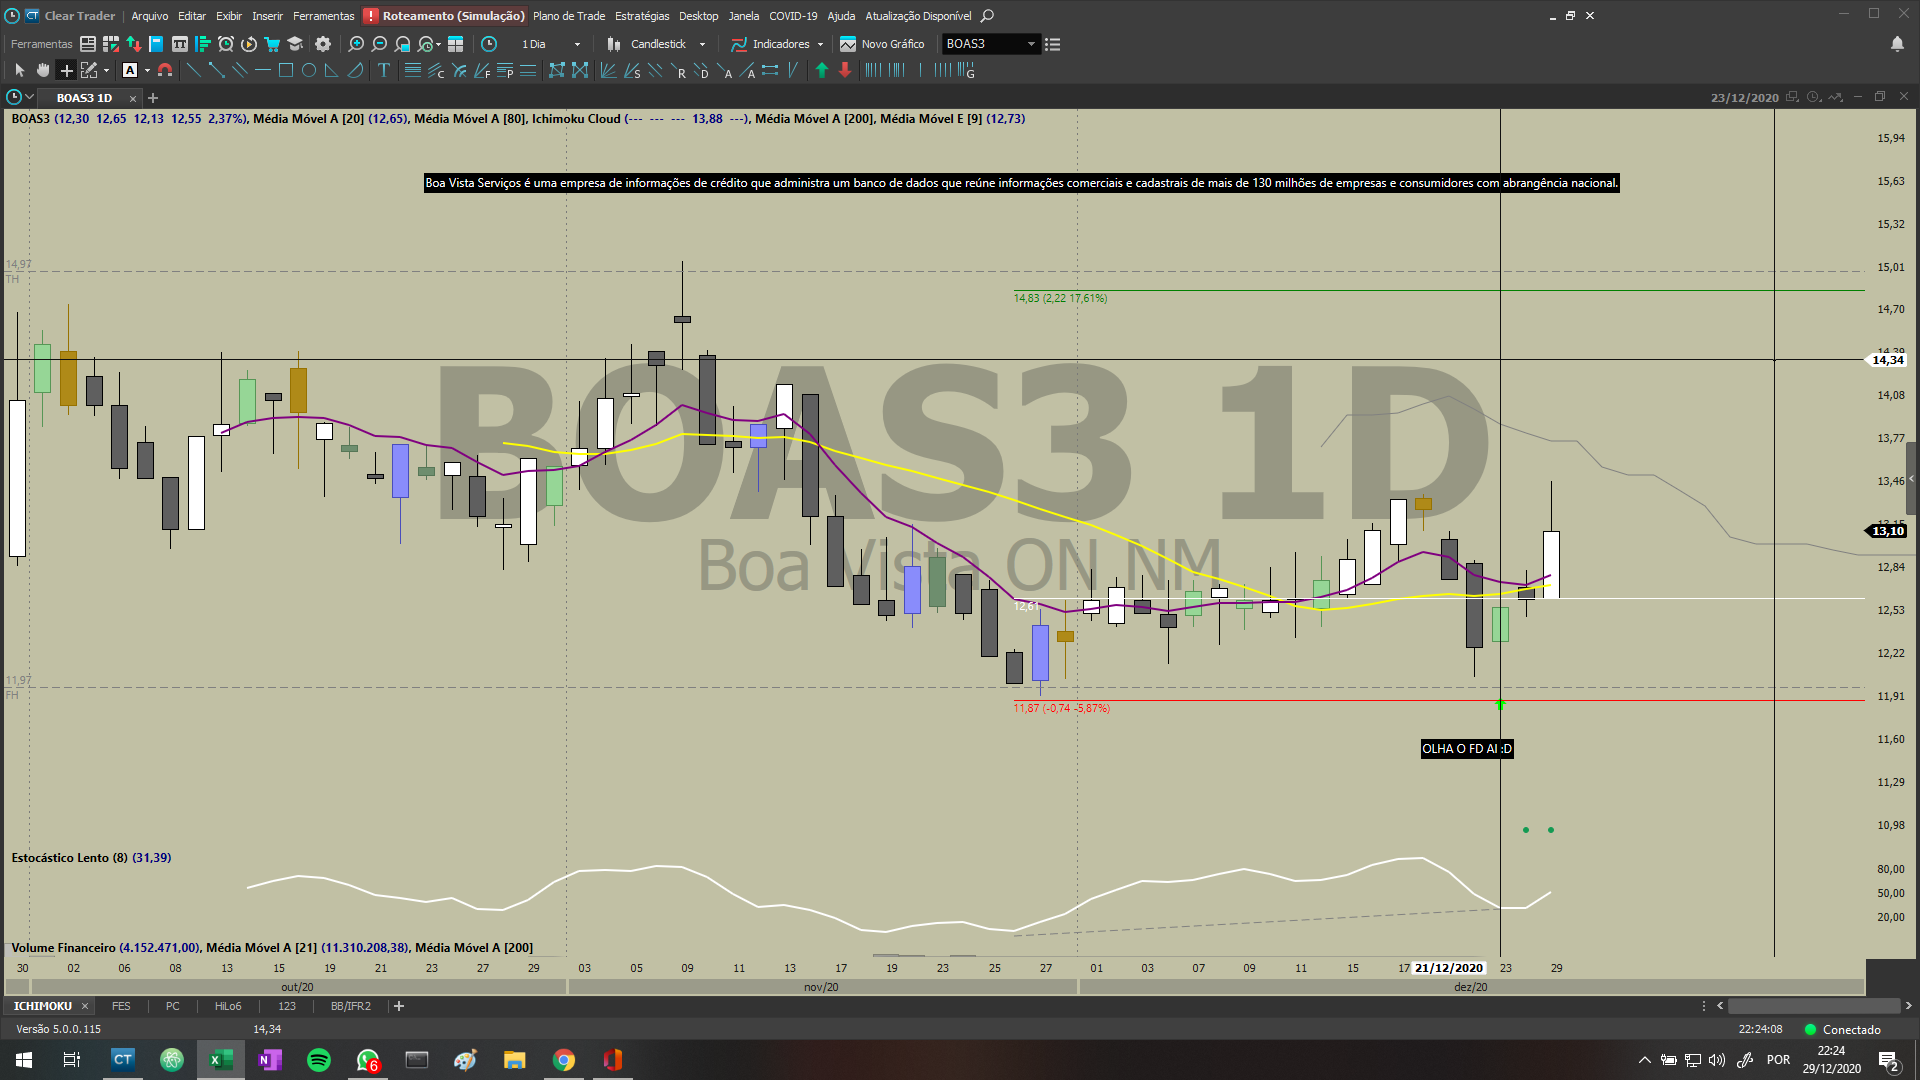 Clear Trader
Arquivo Editar Exibir Inserir Ferramentas Roteamento (Simulação) Plano de Trade Estratégias Desktop Janela COVID-19 Ajuda Atualização Disponível
Ferramentas 1 Dia Candlestick Indicadores Novo Gráfico BOAS3
BOAS3 1D
23/12/2020
BOAS3 (12,30 12,65 12,13 12,55 2,37%), Média Móvel A [20] (12,65), Média Móvel A [80], Ichimoku Cloud (--- --- --- 13,88 ---), Média Móvel A [200], Média Móvel E [9] (12,73)
15,94
Boa Vista Serviços é uma empresa de informações de crédito que administra um banco de dados que reúne informações comerciais e cadastrais de mais de 130 milhões de empresas e consumidores com abrangência nacional.
15,63
15,32
14,97
TH
15,01
14,83 (2,22 17,61%)
14,70
14,39
14,34
14,08
BOAS3 1D
13,77
13,46
13,15
13,10
Boa Vista ON NM
12,84
12,61
12,53
12,22
11,97
FH
11,91
11,87 (-0,74 -5,87%)
11,60
OLHA O FD AI :D
11,29
10,98
Estocástico Lento (8) (31,39)
80,00
50,00
20,00
Volume Financeiro (4.152.471,00), Média Móvel A [21] (11.310.208,38), Média Móvel A [200]
30 02 06 08 13 15 19 21 23 27 29 03 05 09 11 13 17 19 23 25 27 01 03 07 09 11 15 17 21/12/2020 23 29
out/20 nov/20 dez/20
ICHIMOKU FES PC HiLo6 123 BB/IFR2
Versão 5.0.0.115 14,34 22:24:08 Conectado
CT 6 POR 22:24
29/12/2020 2